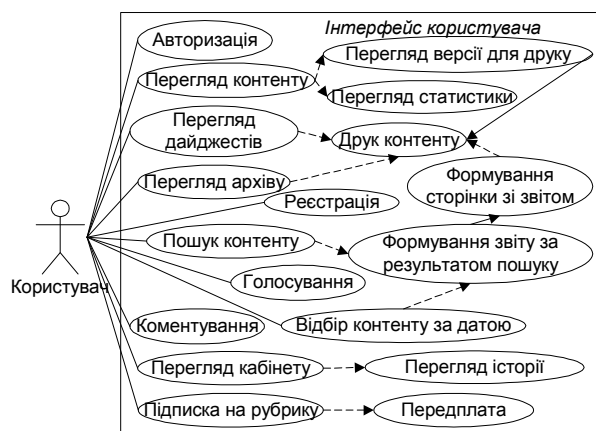 Інтерфейс користувача
Авторизація
Перегляд версії для друку
Перегляд контенту
Перегляд статистики
Перегляд
дайджестів
Друк контенту
Перегляд архіву
Формування
сторінки зі звітом
Реєстрація
Пошук контенту
Формування звіту за
результатом пошуку
Користувач
Голосування
Коментування
Відбір контенту за датою
Перегляд кабінету
Перегляд історії
Підписка на рубрику
Передплата